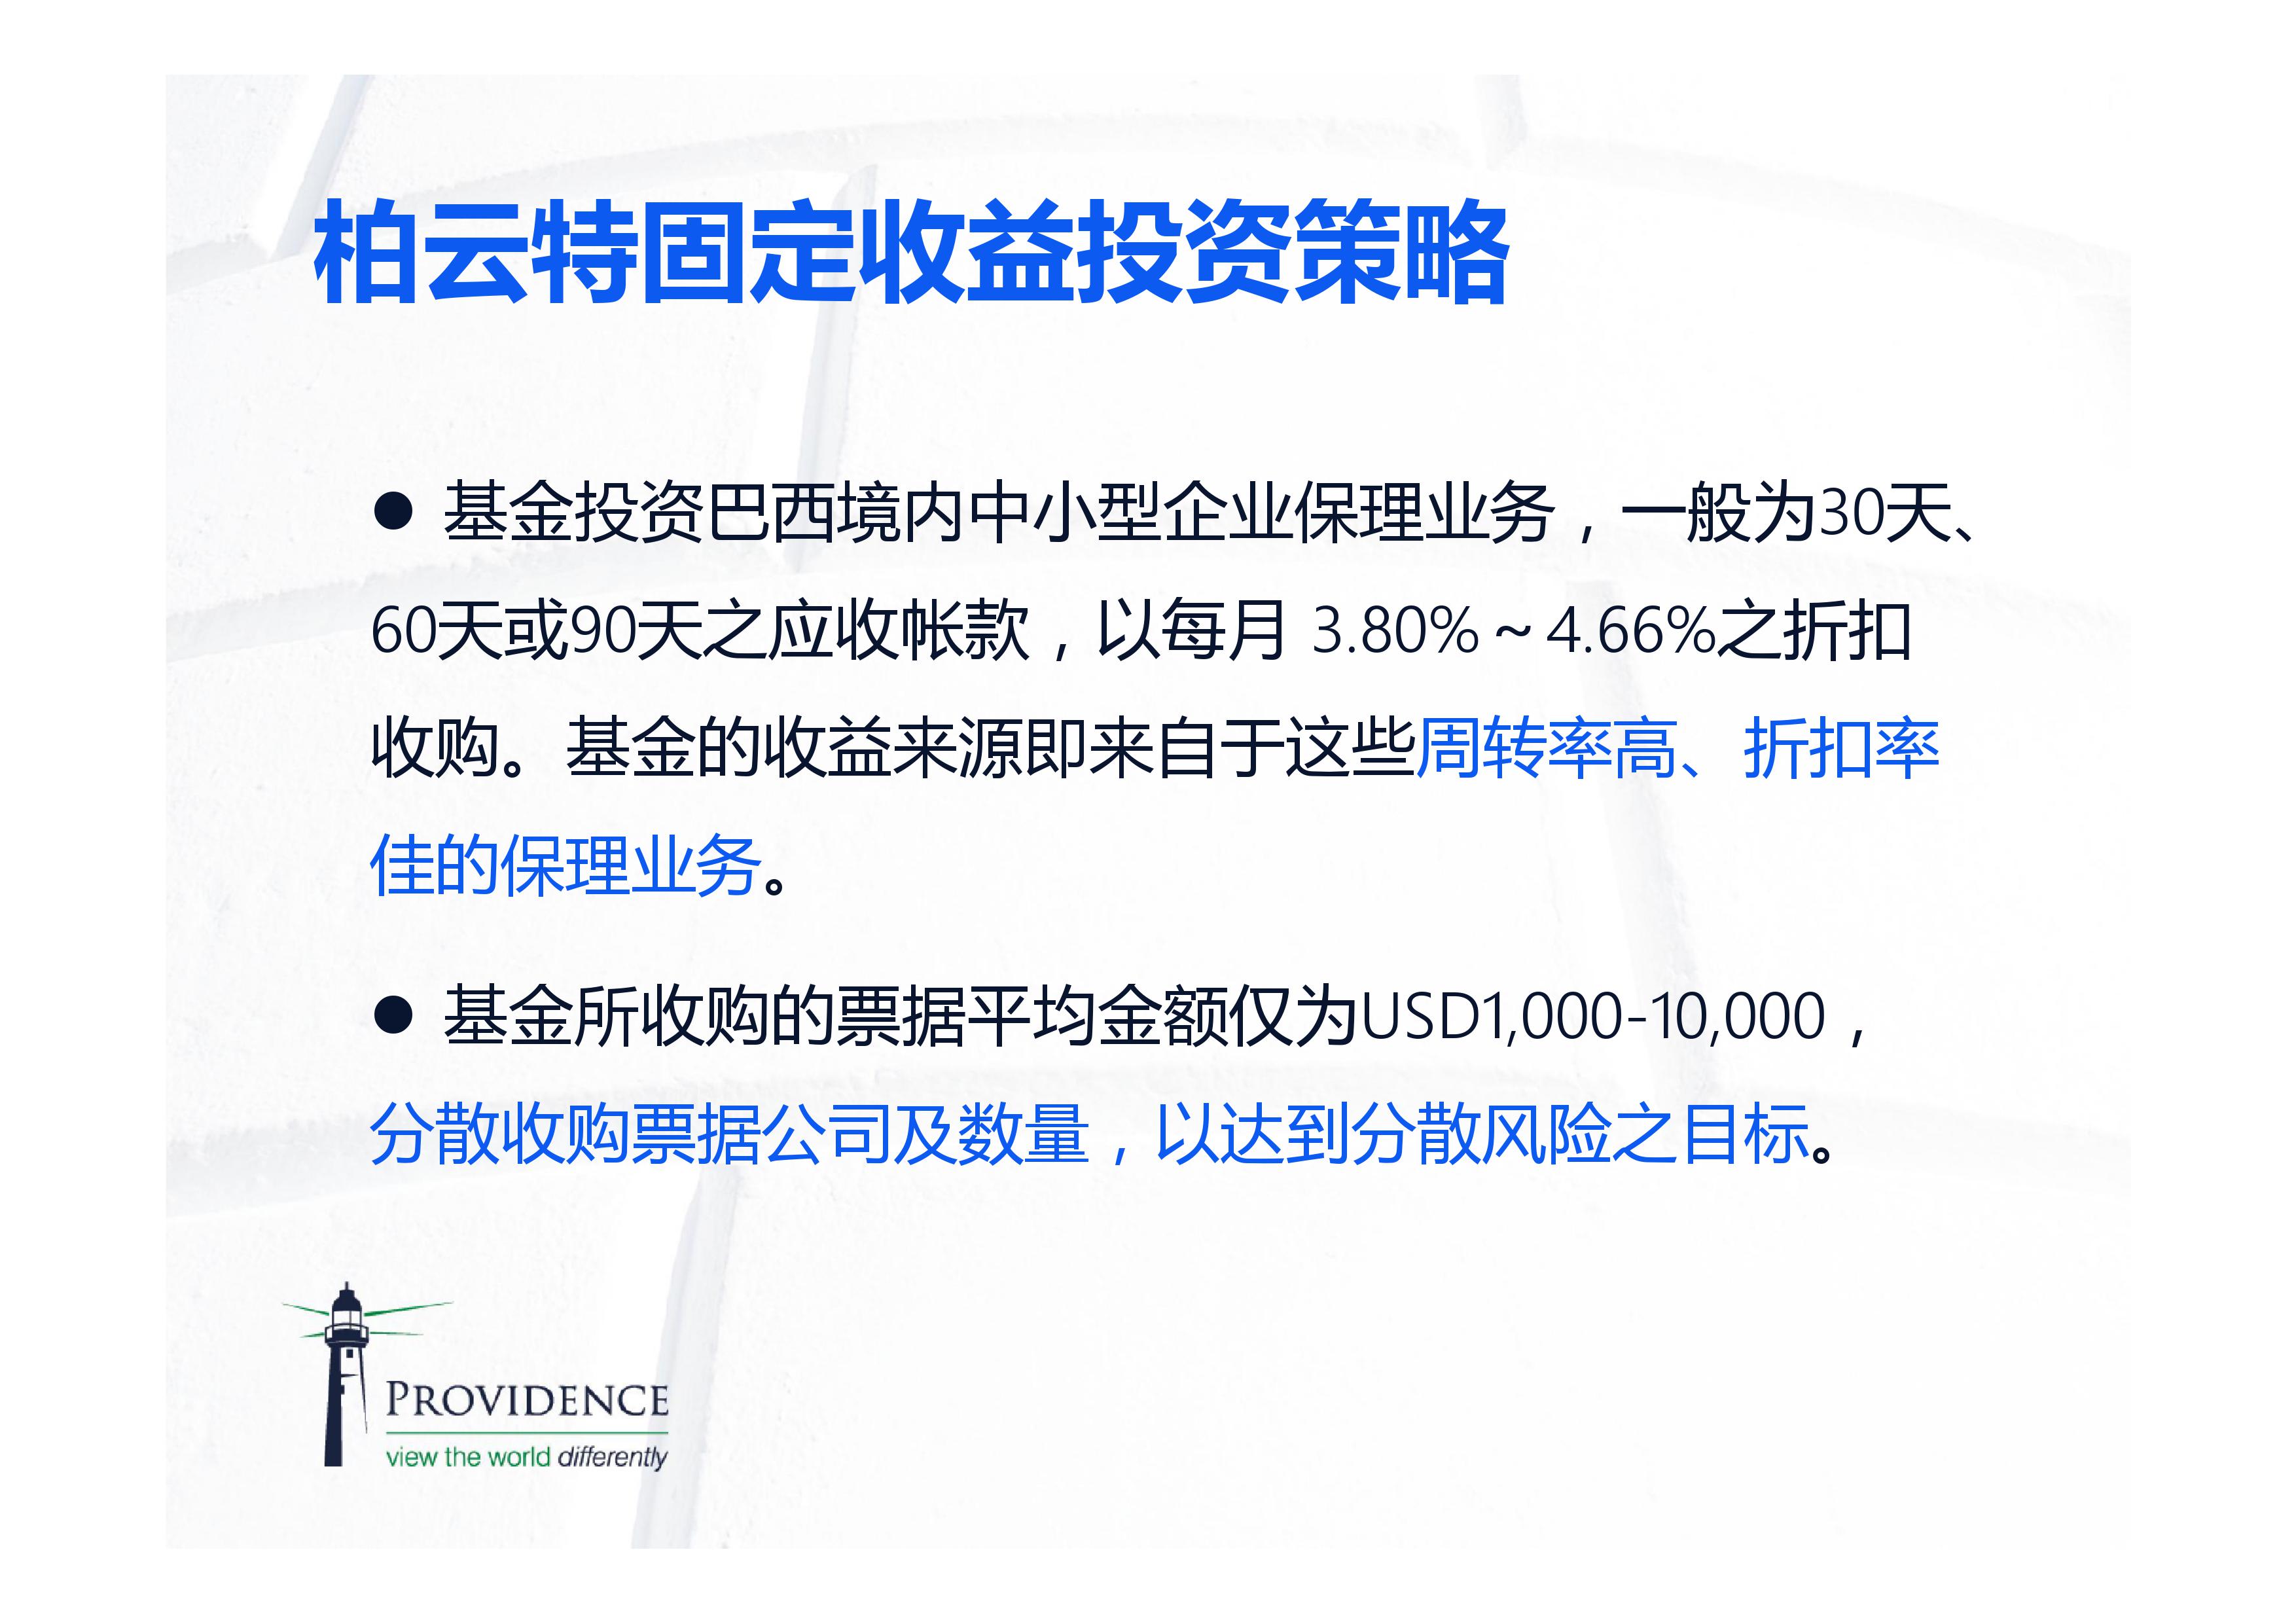 柏云特固定收益投资策略
● 基金投资巴西境内中小型企业保理业务，一般为30天、
60天或90天之应收帐款，以每月 3.80%～4.66%之折扣
收购。基金的收益来源即来自于这些周转率高、折扣率
佳的保理业务。
● 基金所收购的票据平均金额仅为USD1,000-10,000，
分散收购票据公司及数量，以达到分散风险之目标。
PROVIDENCE
view the world differently